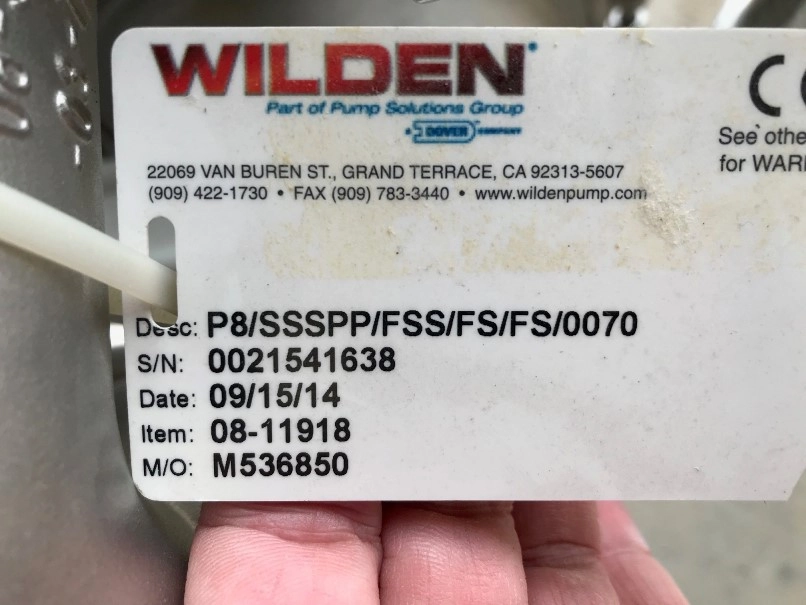 WILDEN
Part of Pump Solutions Group
A DOVER COMPANY
22069 VAN BUREN ST., GRAND TERRACE, CA 92313-5607
(909) 422-1730 • FAX (909) 783-3440 • www.wildenpump.com
CE
See othe
for WAR
Desc: P8/SSSPP/FSS/FS/FS/0070
S/N: 0021541638
Date: 09/15/14
Item: 08-11918
M/O: M536850